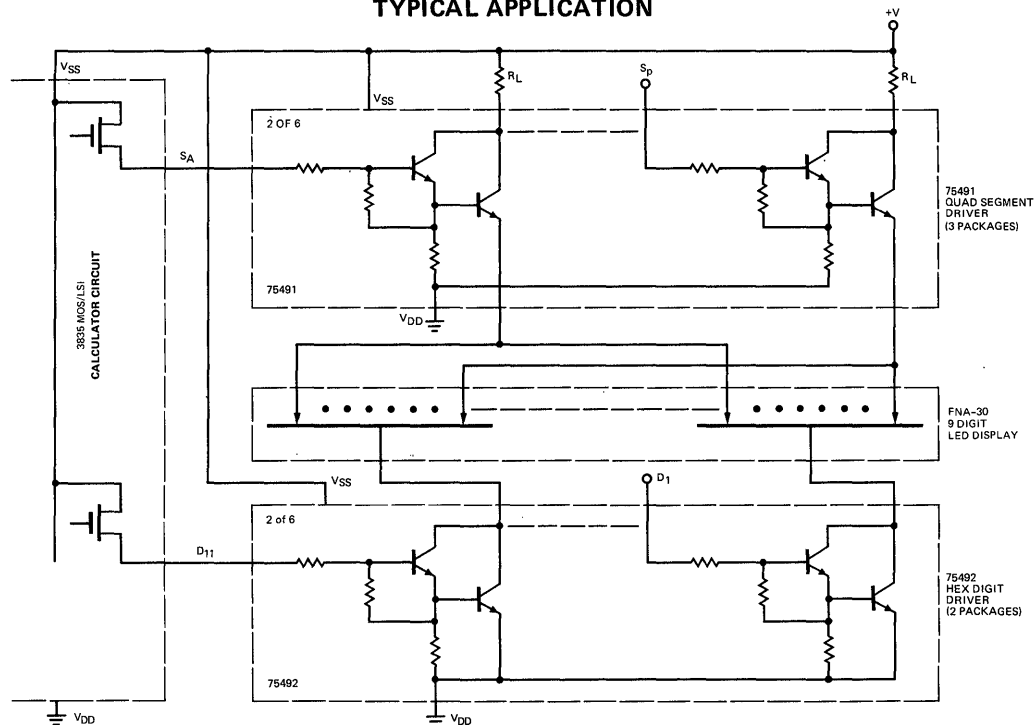 TYPICAL APPLICATION
+V
VSS
RL
Sp
RL
VSS
2 OF 6
SA
75491
QUAD SEGMENT
DRIVER
(3 PACKAGES)
3835 MOS/LSI
CALCULATOR CIRCUIT
75491
VDD
FNA-30
9 DIGIT
LED DISPLAY
VSS
D1
2 of 6
D11
75492
HEX DIGIT
DRIVER
(2 PACKAGES)
75492
VDD
VDD